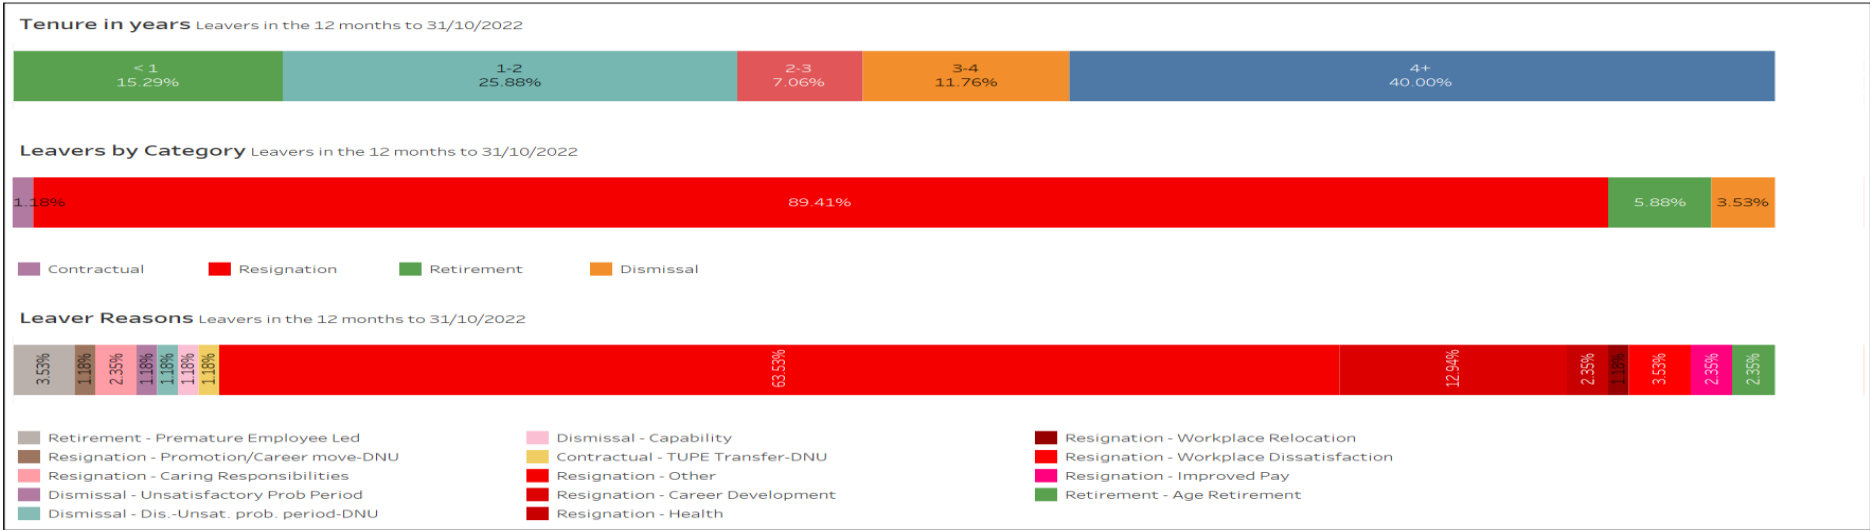 Tenure in years Leavers in the 12 months to 31/10/2022
< 1 1-2 2-3 3-4 4+
15.29% 25.88% 7.06% 11.76% 40.00%
Leavers by Category Leavers in the 12 months to 31/10/2022
1.18% 89.41% 5.88% 3.53%
Contractual Resignation Retirement Dismissal
Leaver Reasons Leavers in the 12 months to 31/10/2022
3.53% 1.18% 2.35% 1.18% 1.18% 1.18% 1.18% 63.53% 12.94% 2.35% 1.18% 3.53% 2.35% 2.35%
Retirement - Premature Employee Led Dismissal - Capability Resignation - Workplace Relocation
Resignation - Promotion/Career move-DNU Contractual - TUPE Transfer-DNU Resignation - Workplace Dissatisfaction
Resignation - Caring Responsibilities Resignation - Other Resignation - Improved Pay
Dismissal - Unsatisfactory Prob Period Resignation - Career Development Retirement - Age Retirement
Dismissal - Dis.-Unsat. prob. period-DNU Resignation - Health